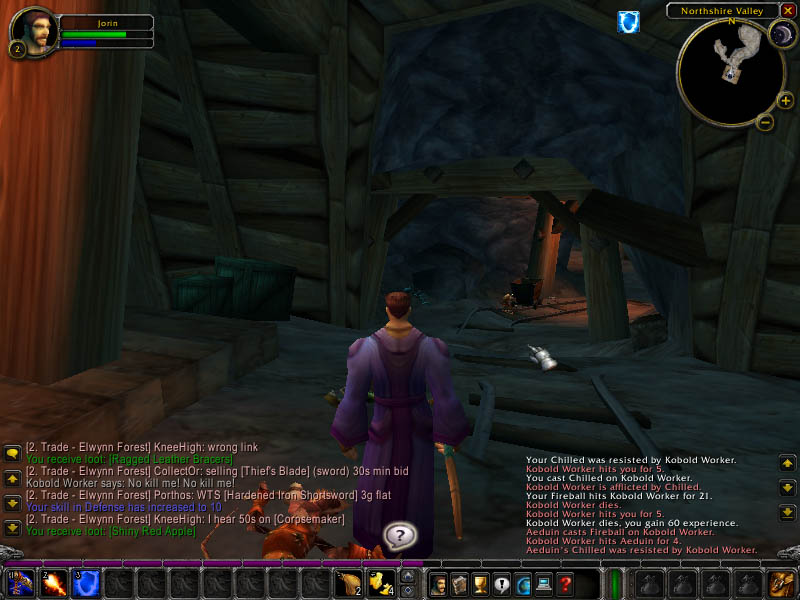 Jorin
2
Northshire Valley
N
[2. Trade - Elwynn Forest] KneeHigh: wrong link
You receive loot: [Ragged Leather Bracers]
[2. Trade - Elwynn Forest] CollectOr: selling [Thief's Blade] (sword) 30s min bid
Kobold Worker says: No kill me! No kill me!
[2. Trade - Elwynn Forest] Porthos: WTS [Hardened Iron Shortsword] 3g flat
Your skill in Defense has increased to 10.
[2. Trade - Elwynn Forest] KneeHigh: I hear 50s on [Corpsemaker]
You receive loot: [Shiny Red Apple]
Your Chilled was resisted by Kobold Worker.
Kobold Worker hits you for 5.
You cast Chilled on Kobold Worker.
Kobold Worker is afflicted by Chilled.
Your Fireball hits Kobold Worker for 21.
Kobold Worker dies.
Kobold Worker hits you for 5.
Kobold Worker dies, you gain 60 experience.
Aeduin casts Fireball on Kobold Worker.
Kobold Worker hits Aeduin for 4.
Aeduin's Chilled was resisted by Kobold Worker.
?
2
3
2
4
!
?